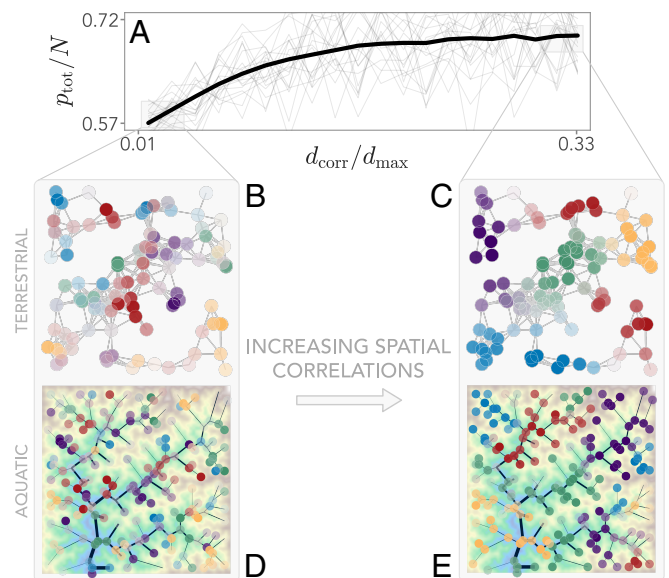 0.72
A
p_tot/N
0.57
0.01
d_corr/d_max
0.33
B
C
TERRESTRIAL
INCREASING SPATIAL
CORRELATIONS
AQUATIC
D
E